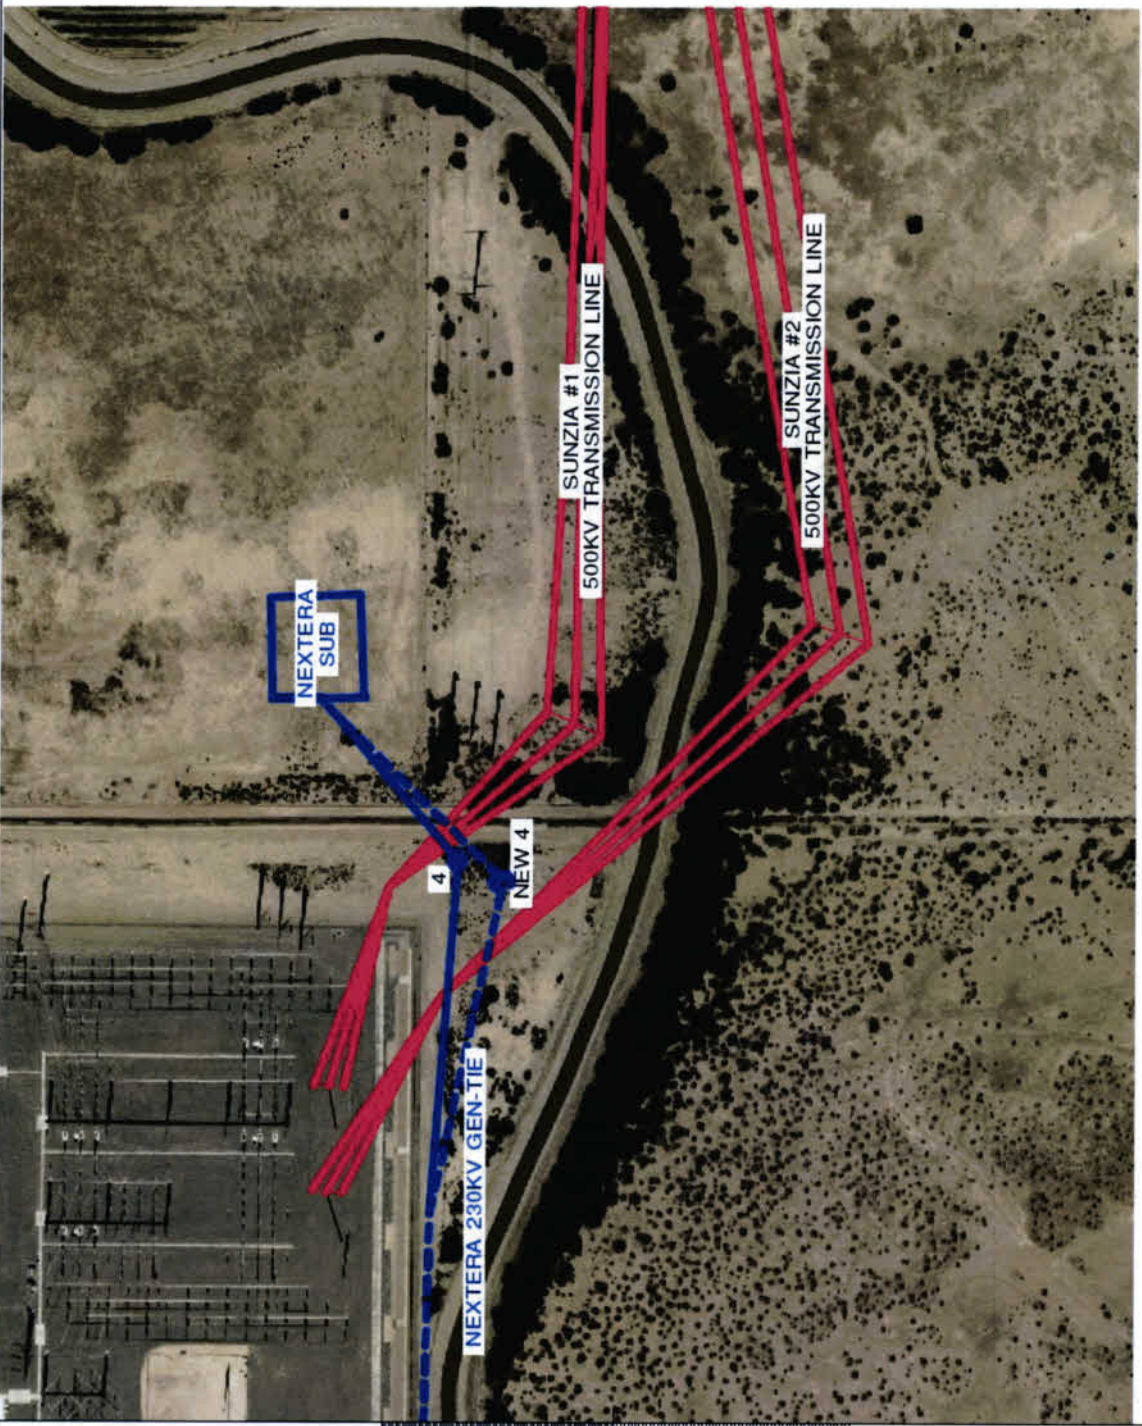 NEXTERA
SUB
SUNZIA #1
500KV TRANSMISSION LINE
SUNZIA #2
500KV TRANSMISSION LINE
4
NEW 4
NEXTERA 230KV GEN-TIE